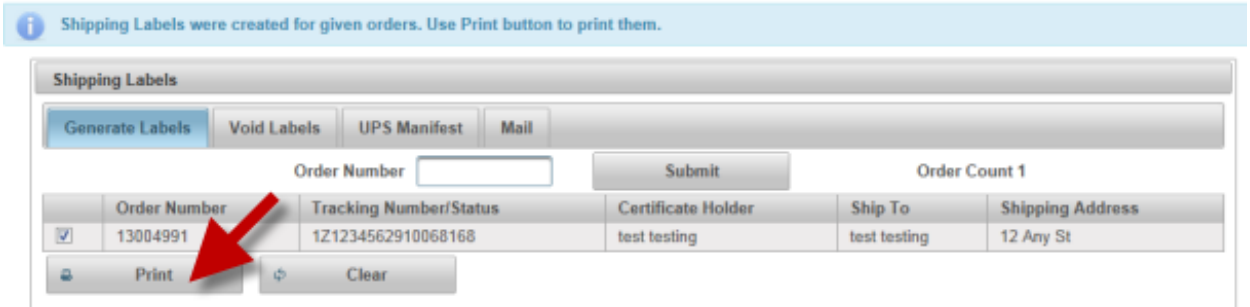 Shipping Labels were created for given orders. Use Print button to print them.
Shipping Labels
Generate Labels Void Labels UPS Manifest Mail
Order Number Submit Order Count 1
Order Number Tracking Number/Status Certificate Holder Ship To Shipping Address
13004991 1Z1234562910068168 test testing test testing 12 Any St
Print Clear